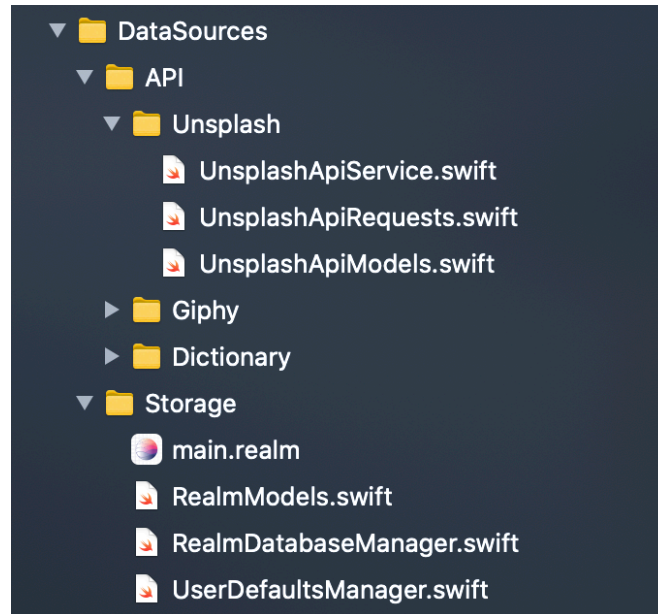 DataSources
API
Unsplash
UnsplashApiService.swift
UnsplashApiRequests.swift
UnsplashApiModels.swift
Giphy
Dictionary
Storage
main.realm
RealmModels.swift
RealmDatabaseManager.swift
UserDefaultsManager.swift